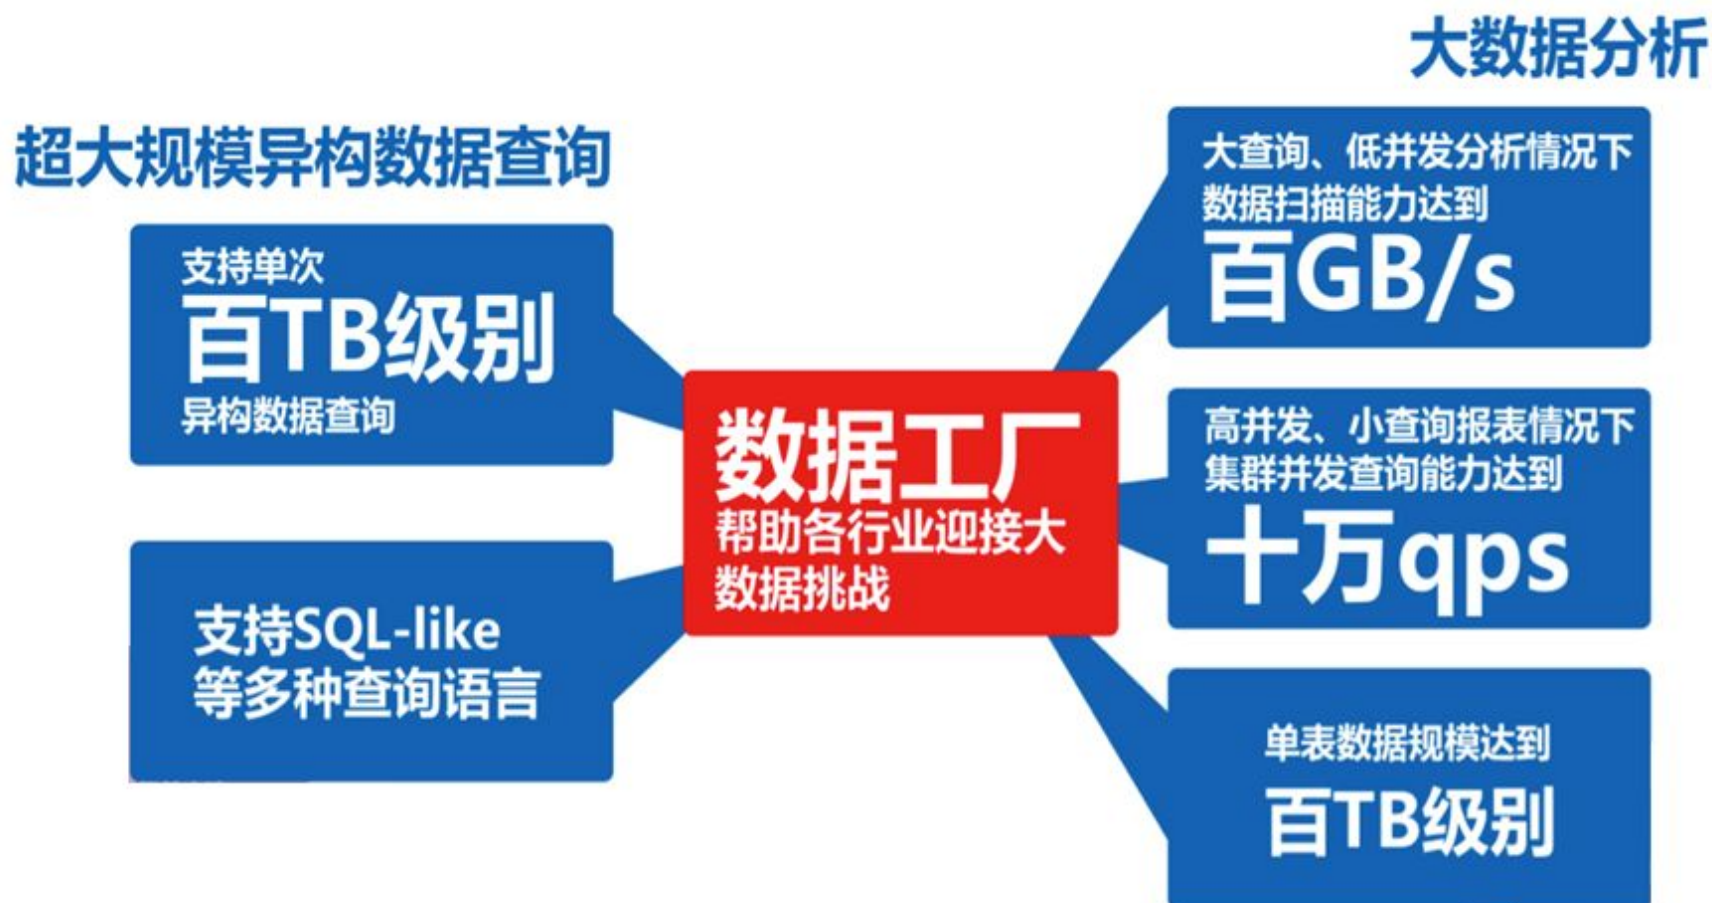 超大规模异构数据查询
支持单次
百TB级别
异构数据查询
支持SQL-like
等多种查询语言
数据工厂
帮助各行业迎接大
数据挑战
大数据分析
大查询、低并发分析情况下
数据扫描能力达到
百GB/s
高并发、小查询报表情况下
集群并发查询能力达到
十万qps
单表数据规模达到
百TB级别